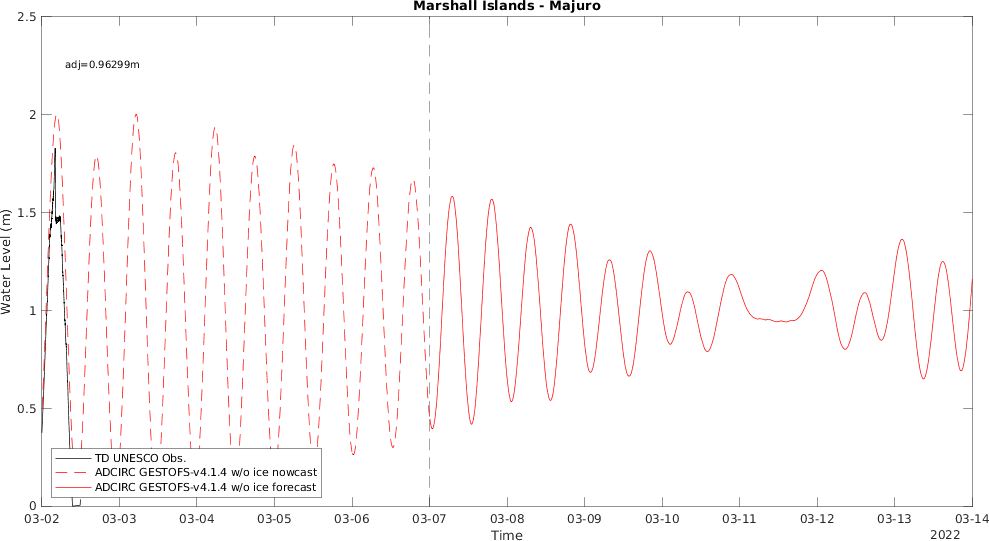 Marshall Islands - Majuro
2.5
adj=0.96299m
2
1.5
Water Level (m)
1
0.5
TD UNESCO Obs.
ADCIRC GESTOFS-v4.1.4 w/o ice nowcast
ADCIRC GESTOFS-v4.1.4 w/o ice forecast
0
03-02 03-03 03-04 03-05 03-06 03-07 03-08 03-09 03-10 03-11 03-12 03-13 03-14
Time
2022